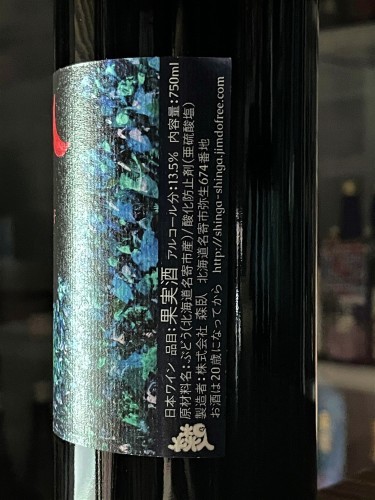 日本ワイン 品目:果実酒 アルコール分:13.5% 内容量:750ml
原材料名:ぶどう(北海道名寄市産)/酸化防止剤(亜硫酸塩)
製造者:株式会社 森臥 北海道名寄市弥生674番地
お酒は20歳になってから http://shingo-shinga.jimdofree.com